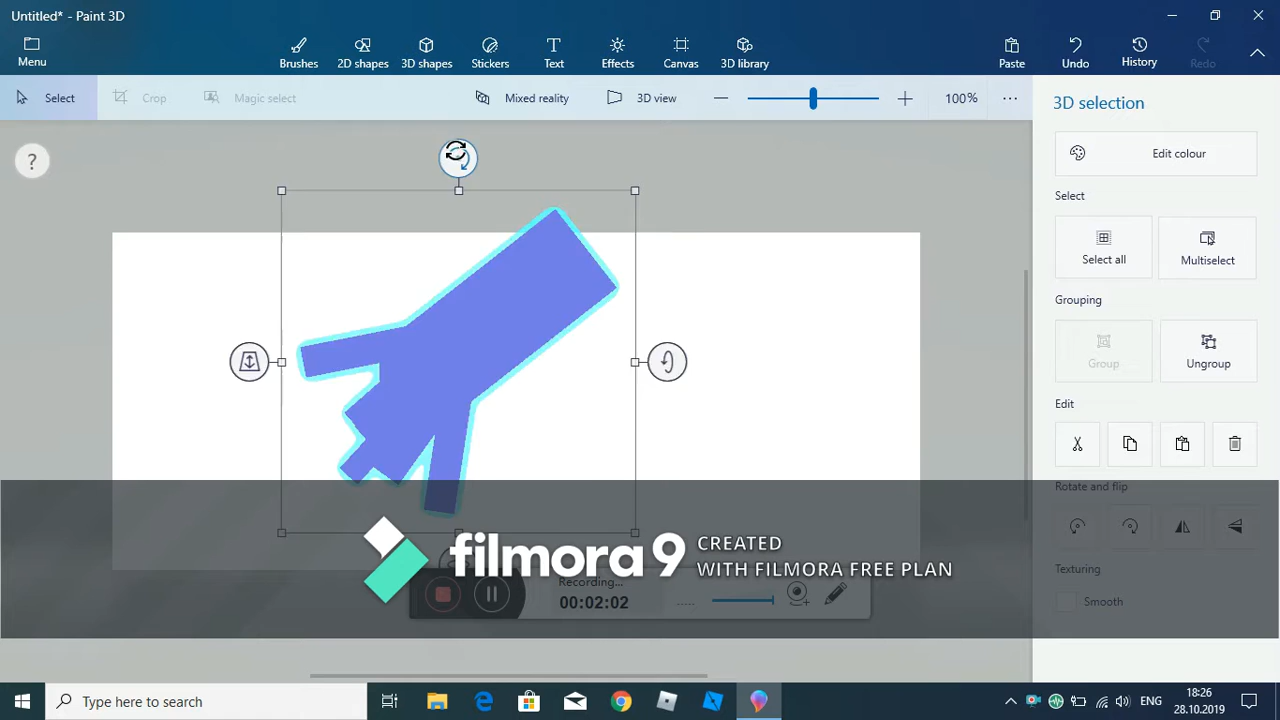 Untitled* - Paint 3D
Menu
Brushes
2D shapes
3D shapes
Stickers
Text
Effects
Canvas
3D library
Paste
Undo
History
Redo
Select
Crop
Magic select
Mixed reality
3D view
100%
3D selection
?
Edit colour
Select
Select all
Multiselect
Grouping
Group
Ungroup
Edit
Rotate and flip
filmora 9 CREATED
WITH FILMORA FREE PLAN
Recording...
00:02:02
Texturing
Smooth
Type here to search
ENG
18:26
28.10.2019